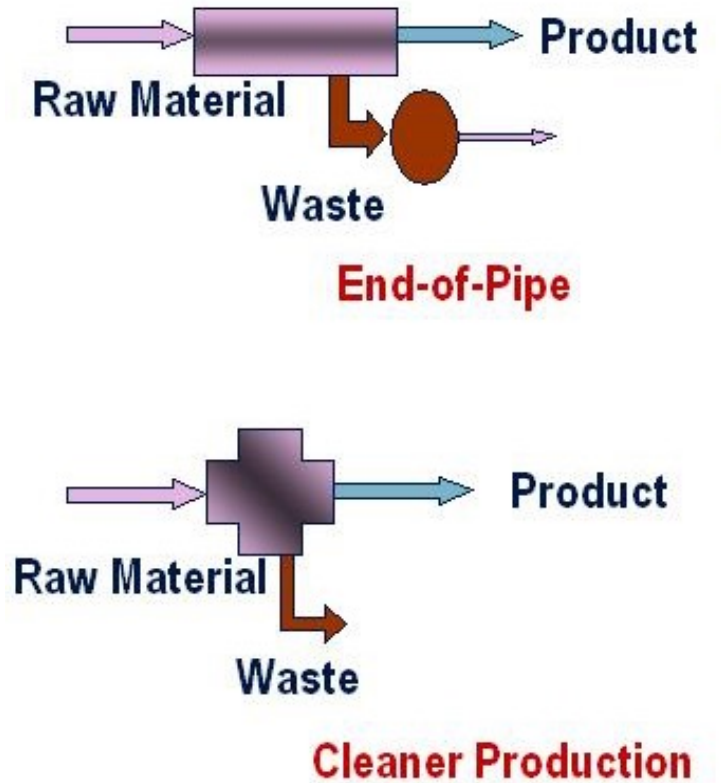 Product
Raw Material
Waste
End-of-Pipe
Product
Raw Material
Waste
Cleaner Production